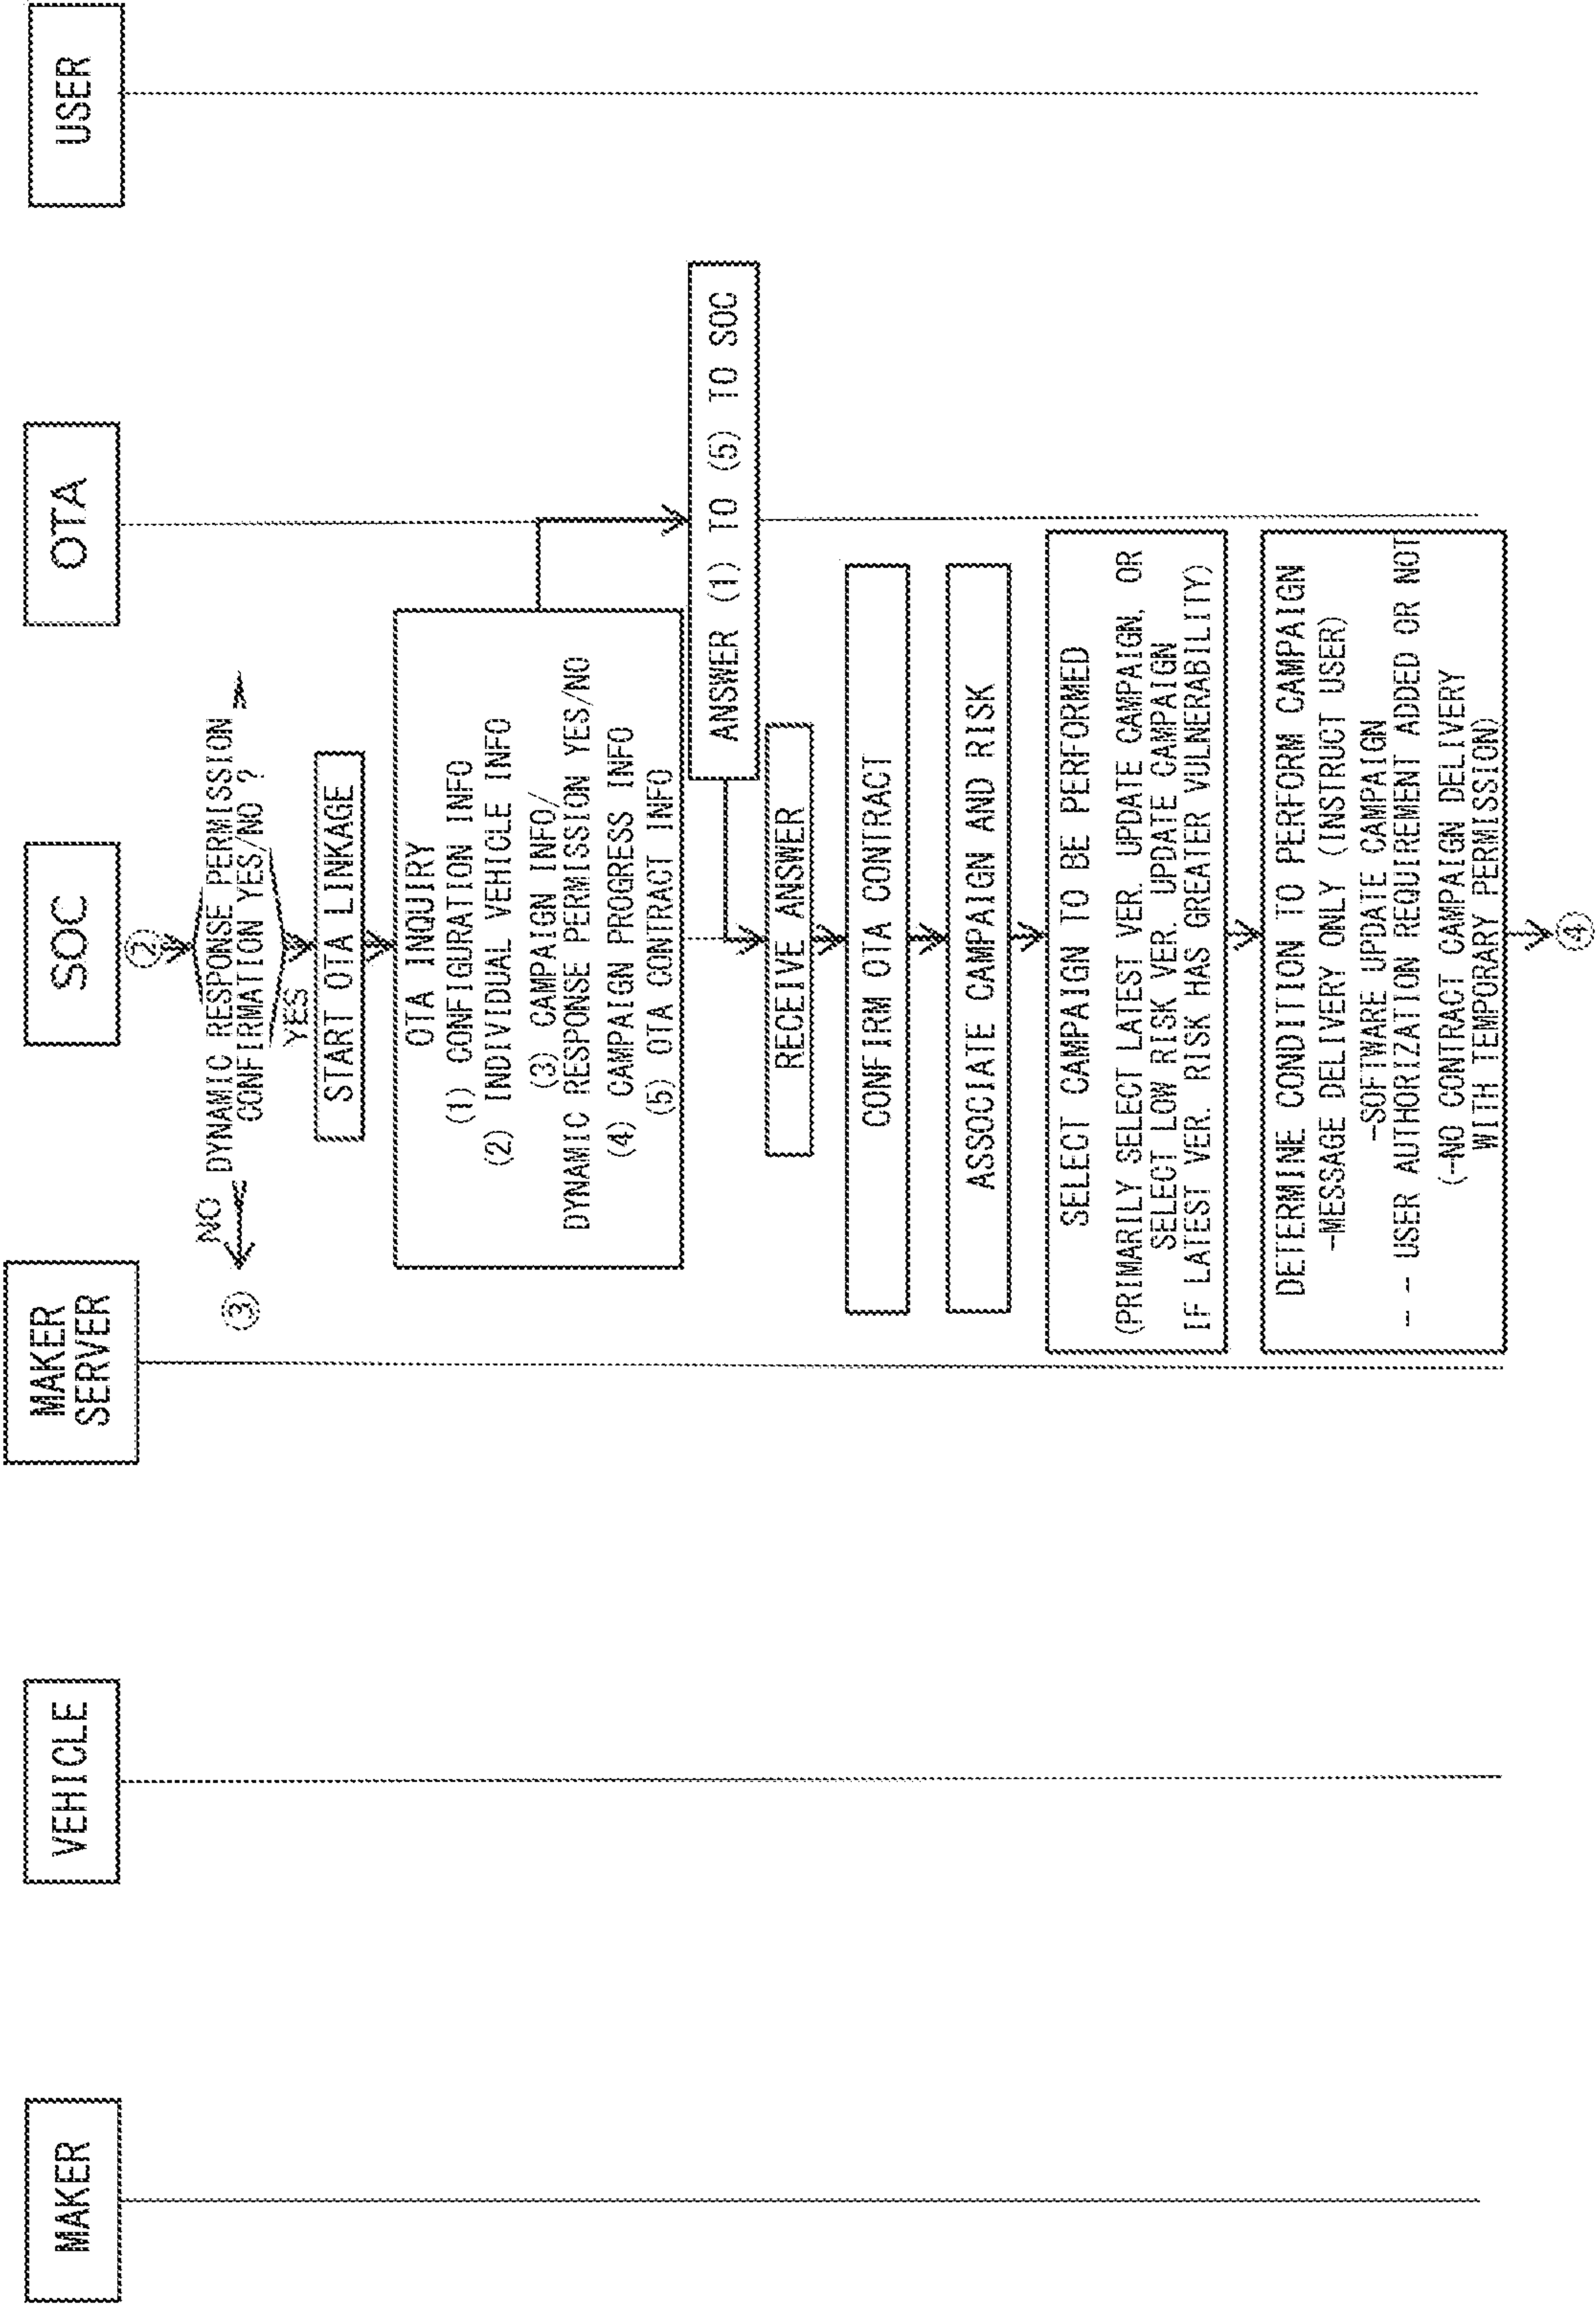 MAKER
VEHICLE
MAKER
SERVER
SOC
OTA
USER
②
DYNAMIC RESPONSE PERMISSION
CONFIRMATION YES/NO ?
NO
③
YES
START OTA LINKAGE
OTA INQUIRY
(1) CONFIGURATION INFO
(2) INDIVIDUAL VEHICLE INFO
(3) CAMPAIGN INFO/
DYNAMIC RESPONSE PERMISSION YES/NO
(4) CAMPAIGN PROGRESS INFO
(5) OTA CONTRACT INFO
ANSWER (1) TO (5) TO SOC
RECEIVE ANSWER
CONFIRM OTA CONTRACT
ASSOCIATE CAMPAIGN AND RISK
SELECT CAMPAIGN TO BE PERFORMED
(PRIMARILY SELECT LATEST VER. UPDATE CAMPAIGN, OR
SELECT LOW RISK VER. UPDATE CAMPAIGN
IF LATEST VER. RISK HAS GREATER VULNERABILITY)
DETERMINE CONDITION TO PERFORM CAMPAIGN
-MESSAGE DELIVERY ONLY (INSTRUCT USER)
-SOFTWARE UPDATE CAMPAIGN
- - USER AUTHORIZATION REQUIREMENT ADDED OR NOT
(-NO CONTRACT CAMPAIGN DELIVERY
WITH TEMPORARY PERMISSION)
④